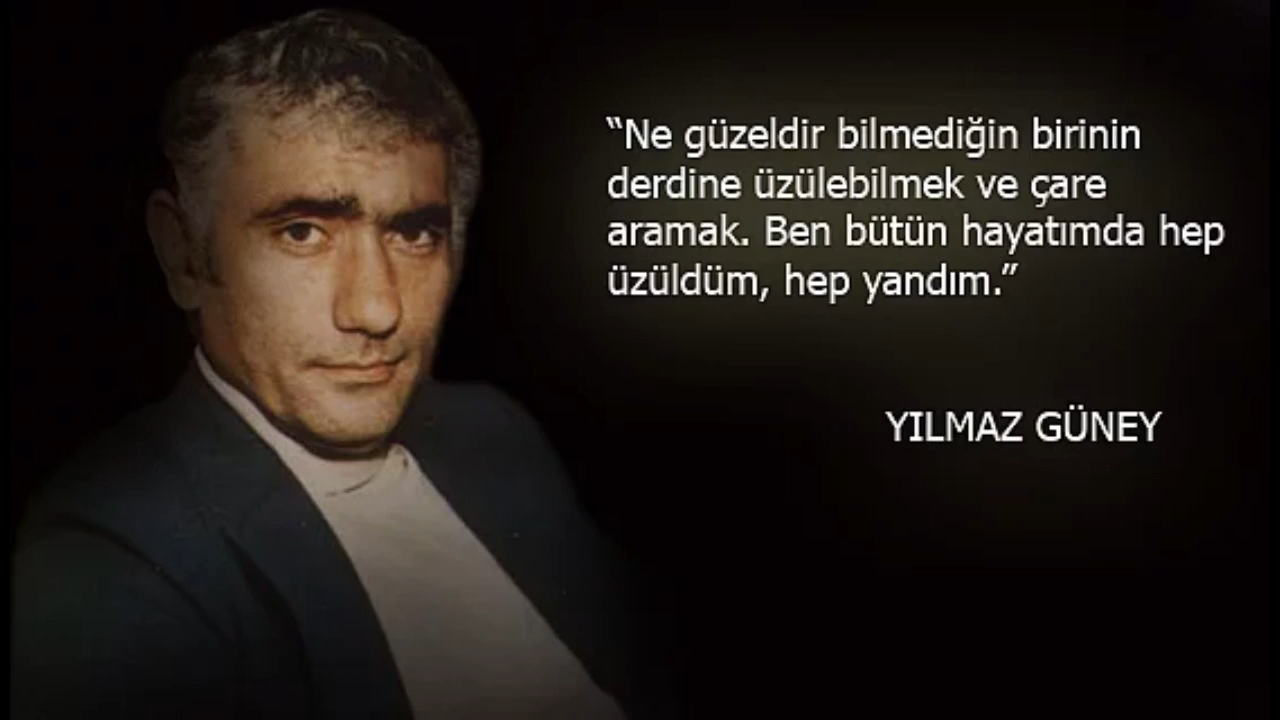 “Ne güzeldir bilmediğin birinin
derdine üzülebilmek ve çare
aramak. Ben bütün hayatımda hep
üzüldüm, hep yandım.”
YILMAZ GÜNEY